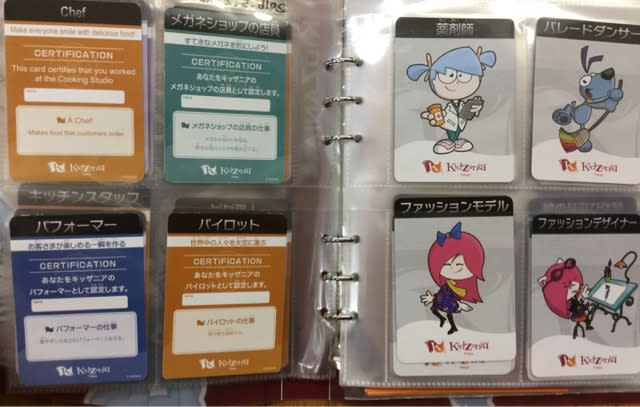 Chef
Make everyone smile with delicious food!
CERTIFICATION
This card certifies that you worked
at the Cooking Studio
A Chef
Makes food that customers order.
KidZania
Tokyo
メガネショップの店員
すてきなメガネを形にしよう!
CERTIFICATION
あなたをキッザニアの
メガネショップの店員として認定します。
メガネショップの店員の仕事
KidZania
Tokyo
キッチンスタッフ
パフォーマー
お客さまが楽しめる一瞬を作る
CERTIFICATION
あなたをキッザニアの
パフォーマーとして認定します。
パフォーマーの仕事
KidZania
Tokyo
パイロット
世界中の人々を大空に運ぶ
CERTIFICATION
あなたをキッザニアの
パイロットとして認定します。
パイロットの仕事
KidZania
Tokyo
薬剤師
KidZania
Tokyo
パレードダンサー
KidZania
Tokyo
ファッションモデル
KidZania
Tokyo
ファッションデザイナー
KidZania
Tokyo